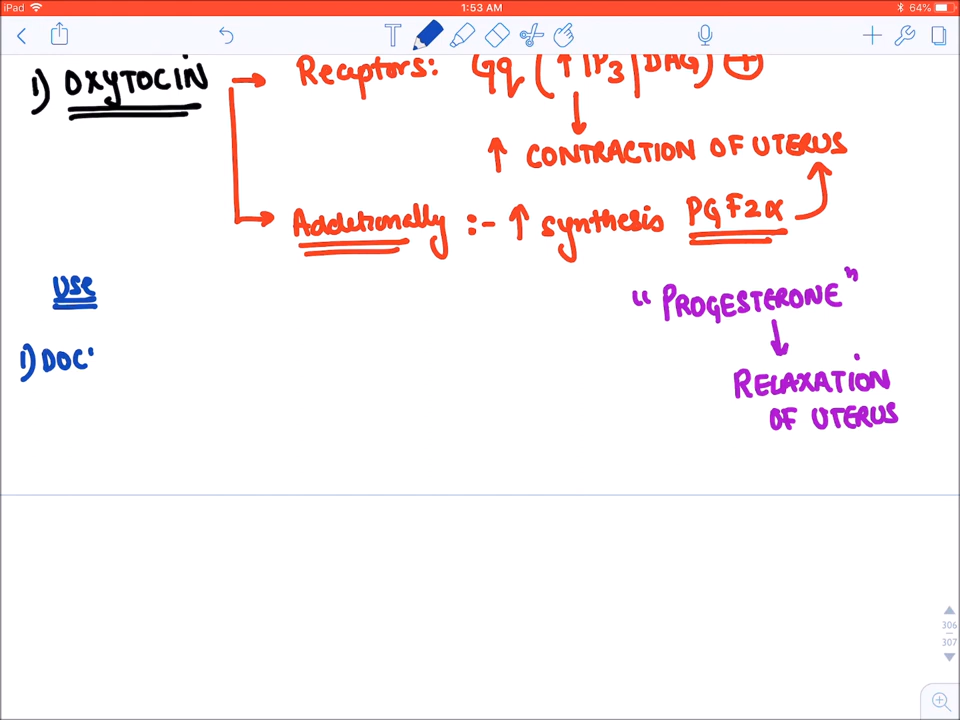 iPad 1:53 AM 64%
T
1) OXYTOCIN → Receptors: Gq (↑ IP3 | DAG) +
↑ CONTRACTION OF UTERUS
Additionally :- ↑ synthesis PGF2α
Use
"PROGESTERONE"
1) DOC'
RELAXATION
OF UTERUS
306
307